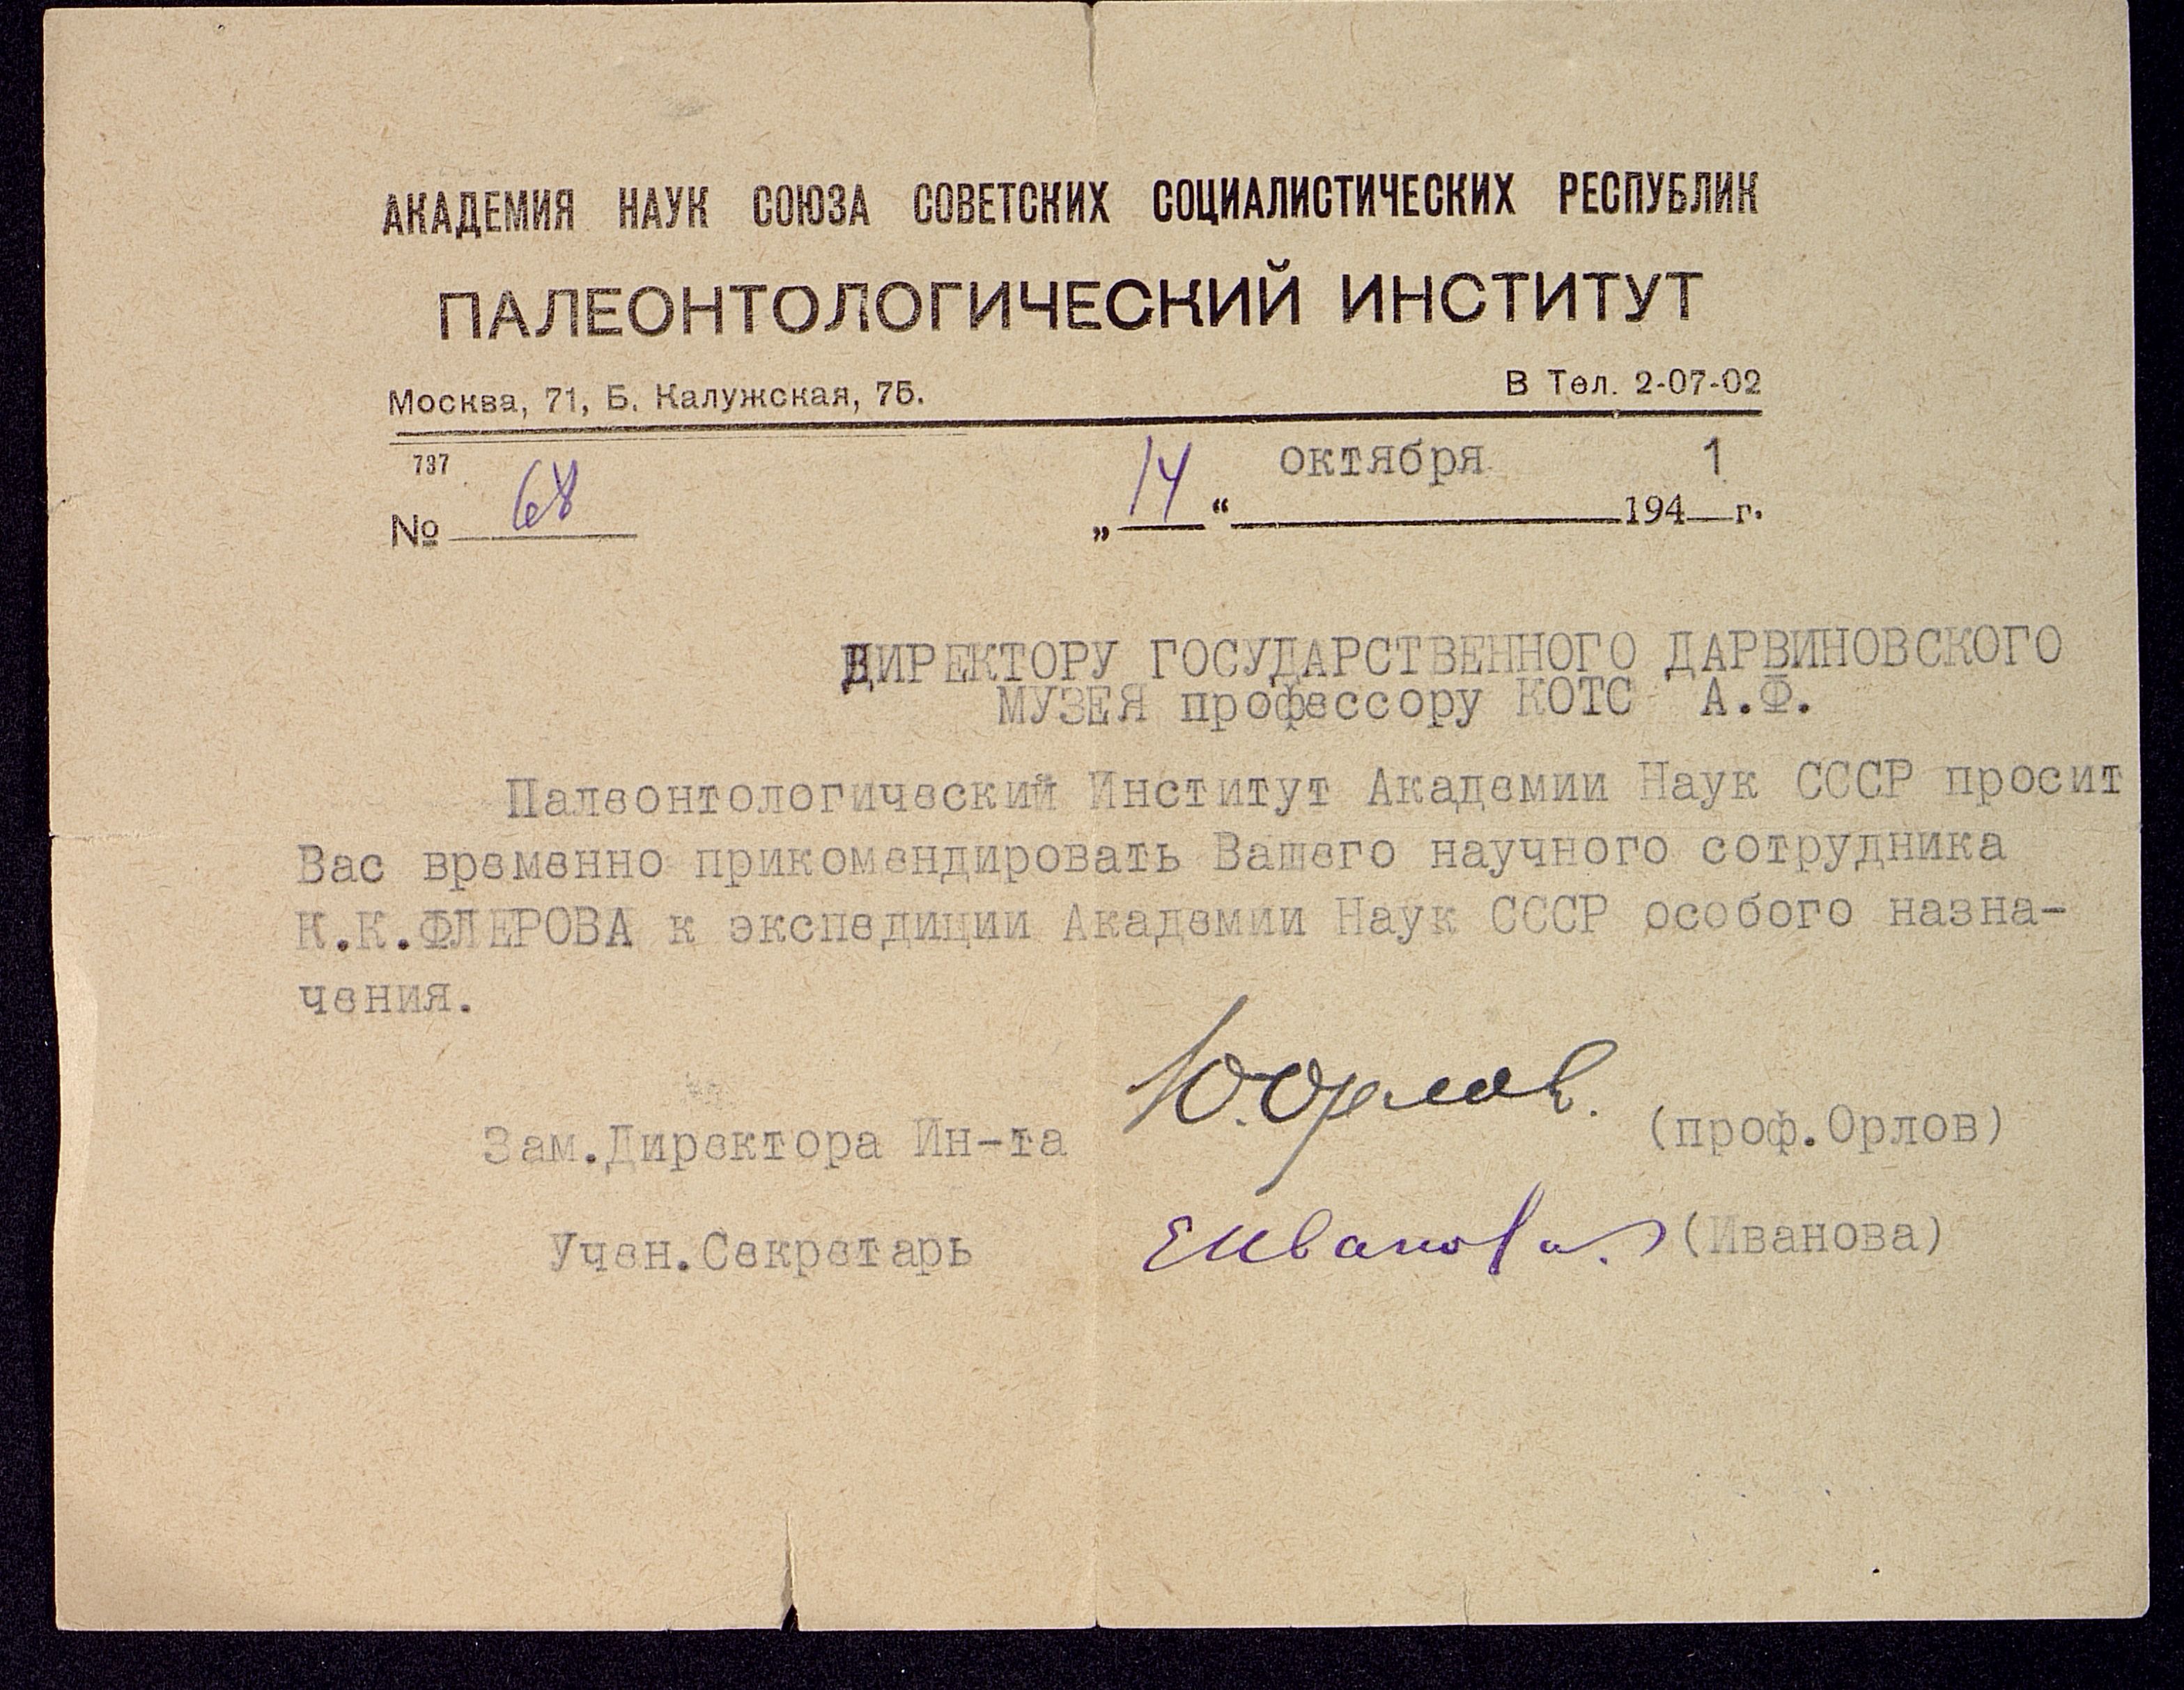 АКАДЕМИЯ НАУК СОЮЗА СОВЕТСКИХ СОЦИАЛИСТИЧЕСКИХ РЕСПУБЛИК
ПАЛЕОНТОЛОГИЧЕСКИЙ ИНСТИТУТ
Москва, 71, Б. Калужская, 75. В Тел. 2-07-02
737
№ 68 „14“ октября 1941 г.
ДИРЕКТОРУ ГОСУДАРСТВЕННОГО ДАРВИНОВСКОГО
МУЗЕЯ профессору КОТС А.Ф.
Палеонтологический Институт Академии Наук СССР просит
Вас временно прикомендировать Вашего научного сотрудника
К.К.ФЛЕРОВА к экспедиции Академии Наук СССР особого назна-
чения.
Зам.Директора Ин-та Ю.Орлов. (проф.Орлов)
Учен.Секретарь Е Иванова. (Иванова)